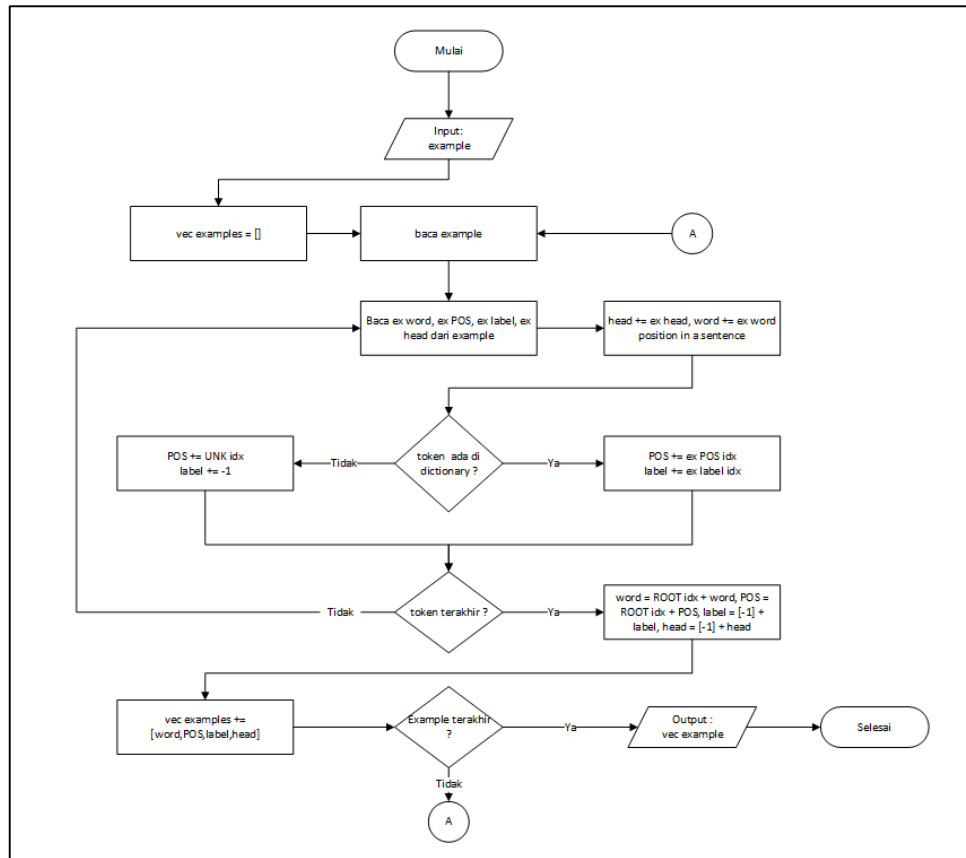 Mulai
Input:
example
vec examples = []
baca example
A
Baca ex word, ex POS, ex label, ex
head dari example
head += ex head, word += ex word
position in a sentence
POS += UNK idx
label += -1
Tidak
token ada di
dictionary ?
Ya
POS += ex POS idx
label += ex label idx
Tidak
token terakhir ?
Ya
word = ROOT idx + word, POS =
ROOT idx + POS, label = [-1] +
label, head = [-1] + head
vec examples +=
[word,POS,label,head]
Example terakhir
?
Ya
Output :
vec example
Selesai
Tidak
A